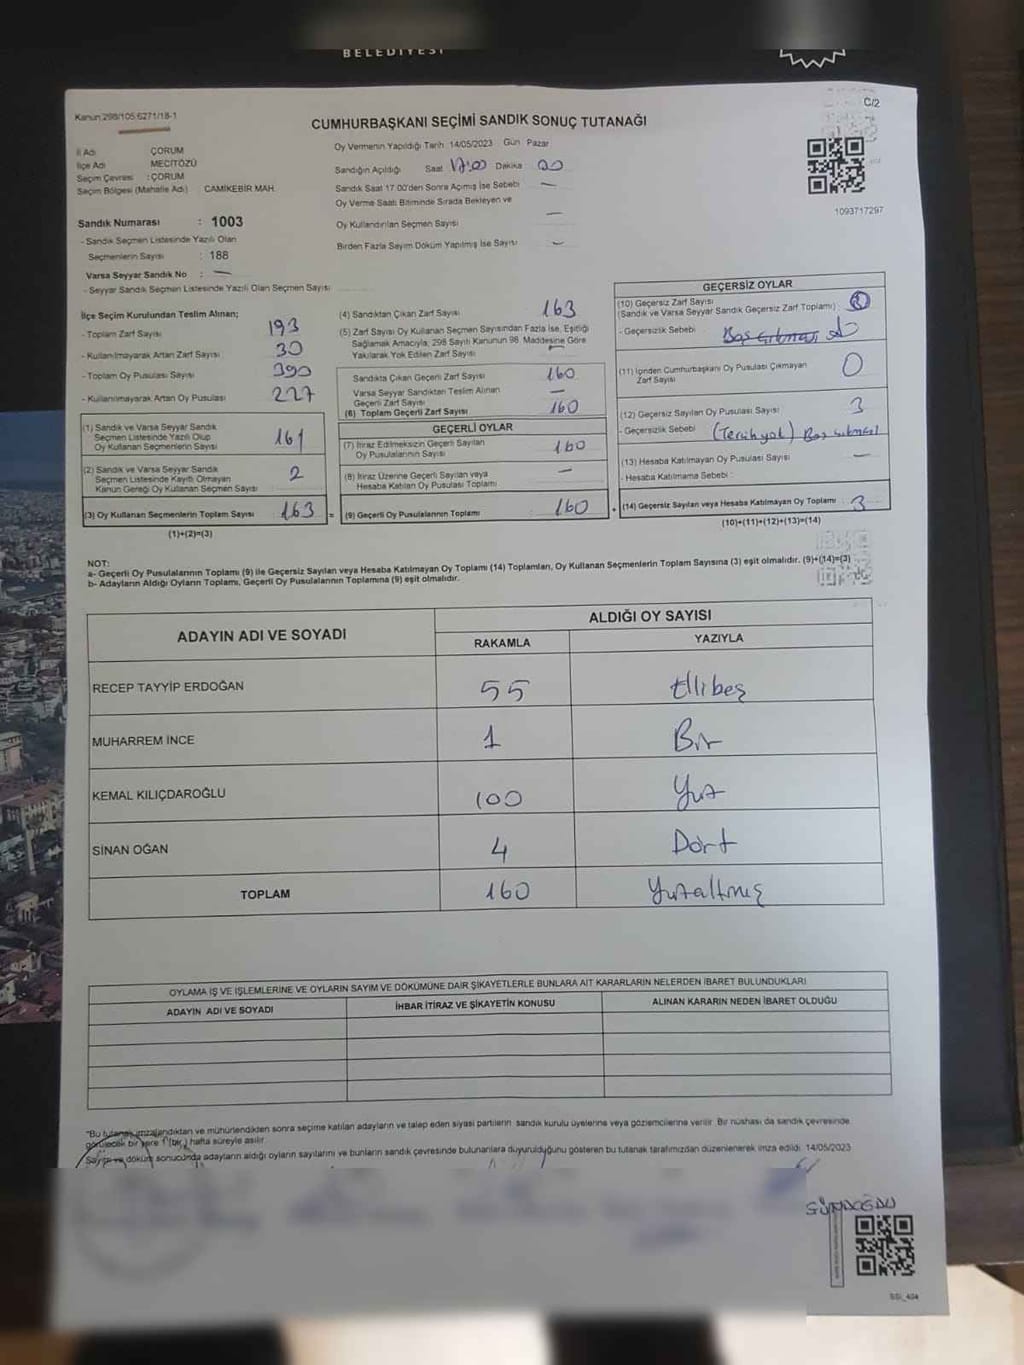 BELEDİYESİ
Kanun:298/105:6271/18-1
C/2
CUMHURBAŞKANI SEÇİMİ SANDIK SONUÇ TUTANAĞI
1093717297
İl Adı ÇORUM
İlçe Adı MECİTÖZÜ
Seçim Çevresi : ÇORUM
Seçim Bölgesi (Mahalle Adı) CAMİKEBİR MAH.
Sandık Numarası : 1003
- Sandık Seçmen Listesinde Yazılı Olan
Seçmenlerin Sayısı : 188
Varsa Seyyar Sandık No : —
- Seyyar Sandık Seçmen Listesinde Yazılı Olan Seçmen Sayısı
Oy Vermenin Yapıldığı Tarih 14/05/2023 Gün Pazar
Sandığın Açıldığı Saat 17:00 Dakika 00
Sandık Saat 17.00'den Sonra Açımış İse Sebebi —
Oy Verme Saati Bitiminde Sırada Bekleyen ve
Oy Kullandırılan Seçmen Sayısı —
Birden Fazla Sayım Döküm Yapılmış İse Sayısı —
İlçe Seçim Kurulundan Teslim Alınan;
- Toplam Zarf Sayısı 193
- Kullanılmayarak Artan Zarf Sayısı 30
- Toplam Oy Pusulası Sayısı 390
- Kullanılmayarak Artan Oy Pusulası 227
(1) Sandık ve Varsa Seyyar Sandık
Seçmen Listesinde Yazılı Olup
Oy Kullanan Seçmenlerin Sayısı 161
(2) Sandık ve Varsa Seyyar Sandık
Seçmen Listesinde Kayıtlı Olmayan
Kanun Gereği Oy Kullanan Seçmen Sayısı 2
(3) Oy Kullanan Seçmenlerin Toplam Sayısı 163 =
(1)+(2)=(3)
(4) Sandıktan Çıkan Zarf Sayısı 163
(5) Zarf Sayısı Oy Kullanan Seçmen Sayısından Fazla İse, Eşitliği
Sağlamak Amacıyla, 298 Sayılı Kanunun 98. Maddesine Göre
Yakılarak Yok Edilen Zarf Sayısı —
Sandıkta Çıkan Geçerli Zarf Sayısı 160
Varsa Seyyar Sandıktan Teslim Alınan
Geçerli Zarf Sayısı —
(6) Toplam Geçerli Zarf Sayısı 160
GEÇERLİ OYLAR
(7) İtiraz Edilmeksizin Geçerli Sayılan
Oy Pusulalarının Sayısı 160
(8) İtiraz Üzerine Geçerli Sayılan veya
Hesaba Katılan Oy Pusulası Toplamı —
(9) Geçerli Oy Pusulalarının Toplamı : 160 +
GEÇERSİZ OYLAR
(10) Geçersiz Zarf Sayısı
(Sandık ve Varsa Seyyar Sandık Geçersiz Zarf Toplamı) :
- Geçersizlik Sebebi : Boş çıkması
(11) İçinden Cumhurbaşkanı Oy Pusulası Çıkmayan
Zarf Sayısı 0
(12) Geçersiz Sayılan Oy Pusulası Sayısı 3
- Geçersizlik Sebebi : (Tercih yok) Boş çıkması
(13) Hesaba Katılmayan Oy Pusulası Sayısı —
- Hesaba Katılmama Sebebi :
(14) Geçersiz Sayılan veya Hesaba Katılmayan Oy Toplamı : 3
(10)+(11)+(12)+(13)=(14)
NOT:
a- Geçerli Oy Pusulalarının Toplamı (9) ile Geçersiz Sayılan veya Hesaba Katılmayan Oy Toplamı (14) Toplamları, Oy Kullanan Seçmenlerin Toplam Sayısına (3) eşit olmalıdır. (9)+(14)=(3)
b- Adayların Aldığı Oyların Toplamı, Geçerli Oy Pusulalarının Toplamına (9) eşit olmalıdır.
ADAYIN ADI VE SOYADI ALDIĞI OY SAYISI
RAKAMLA YAZIYLA
RECEP TAYYİP ERDOĞAN 55 Ellibeş
MUHARREM İNCE 1 Bir
KEMAL KILIÇDAROĞLU 100 Yüz
SİNAN OĞAN 4 Dört
TOPLAM 160 Yüzaltmış
OYLAMA İŞ VE İŞLEMLERİNE VE OYLARIN SAYIM VE DÖKÜMÜNE DAİR ŞİKAYETLERLE BUNLARA AİT KARARLARIN NELERDEN İBARET BULUNDUKLARI
ADAYIN ADI VE SOYADI İHBAR İTİRAZ VE ŞİKAYETİN KONUSU ALINAN KARARIN NEDEN İBARET OLDUĞU
"Bu tutanak imzalandıktan ve mühürlendikten sonra seçime katılan adayların ve talep eden siyasi partilerin sandık kurulu üyelerine veya gözlemcilerine verilir. Bir nüshası da sandık çevresinde
görülecek bir yere 1 (bir) hafta süreyle asılır.
Sayım ve döküm sonucunda adayların aldığı oyların sayılarını ve bunların sandık çevresinde bulunanlara duyurulduğunu gösteren bu tutanak tarafımızdan düzenlenerek imza edildi. 14/05/2023
GÜNDOĞDU